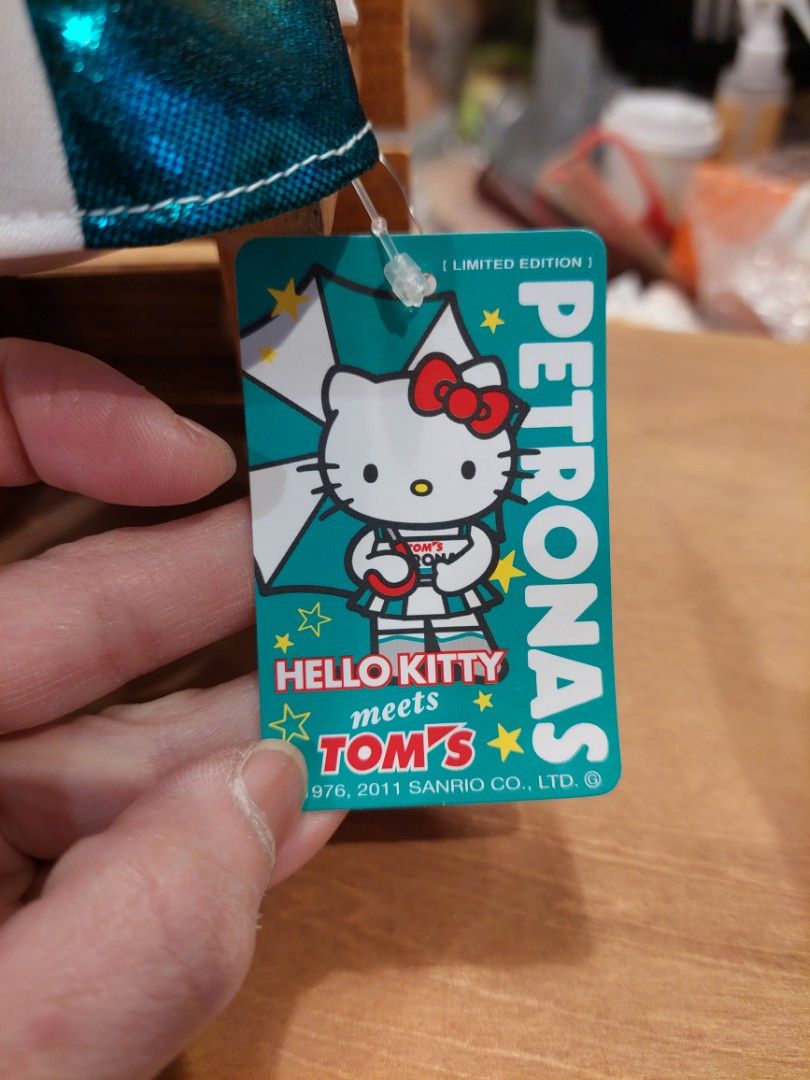 [ LIMITED EDITION ]
PETRONAS
TOM'S
HELLO KITTY
meets
TOM'S
976, 2011 SANRIO CO., LTD. Ⓖ